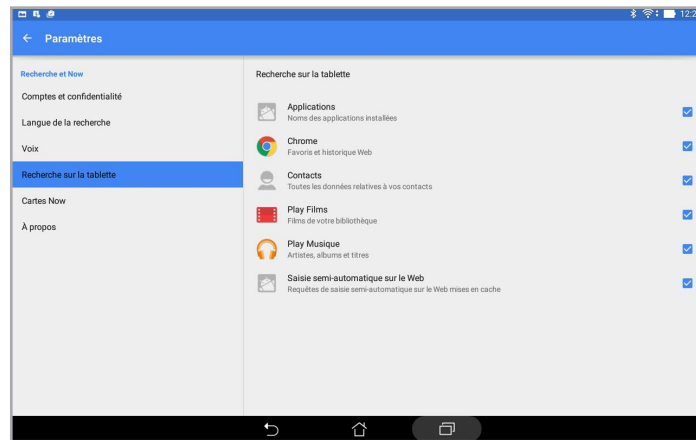 12:2
Paramètres
Recherche et Now
Comptes et confidentialité
Langue de la recherche
Voix
Recherche sur la tablette
Cartes Now
À propos
Recherche sur la tablette
Applications
Noms des applications installées
Chrome
Favoris et historique Web
Contacts
Toutes les données relatives à vos contacts
Play Films
Films de votre bibliothèque
Play Musique
Artistes, albums et titres
Saisie semi-automatique sur le Web
Requêtes de saisie semi-automatique sur le Web mises en cache